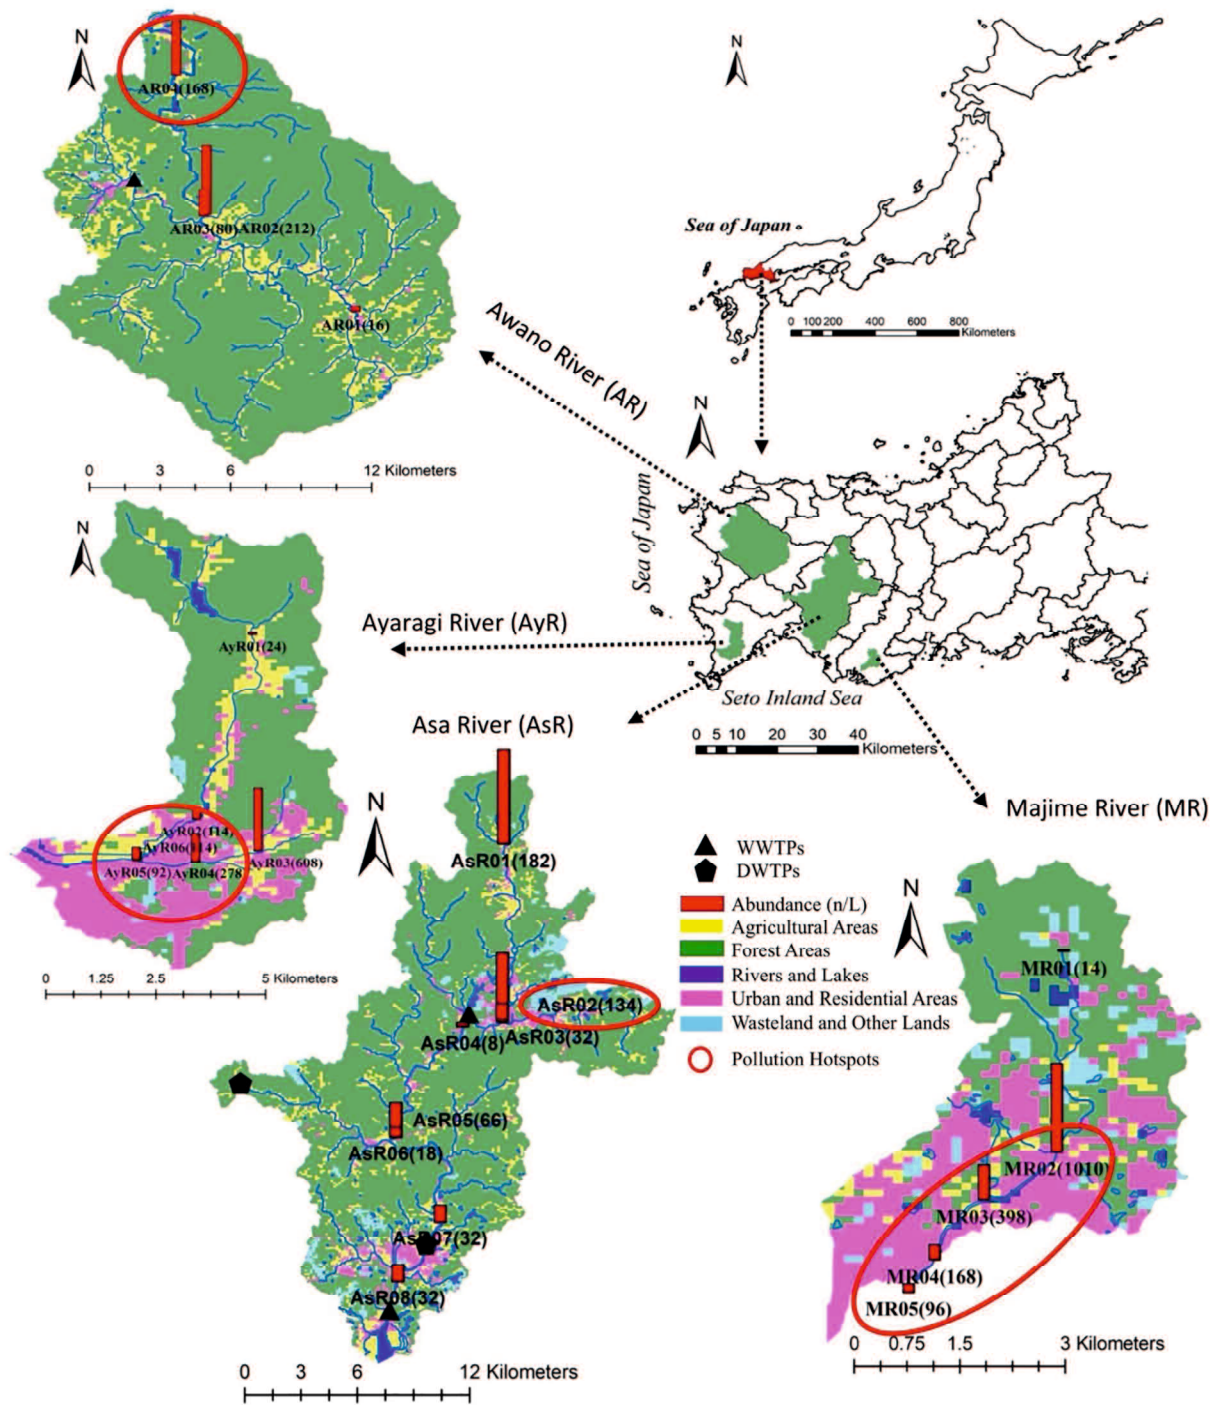 N
AR04(168)
AR03(80)AR02(212)
AR01(16)
0 3 6 12 Kilometers
N
Sea of Japan
0 100 200 400 600 800
Kilometers
Awano River (AR)
N
Sea of Japan
Seto Inland Sea
0 5 10 20 30 40
Kilometers
N
Ayaragi River (AyR)
AyR01(24)
AyR02(114)
AyR06(114)
AyR03(608)
AyR05(92)
AyR04(278
0 1.25 2.5 5 Kilometers
Asa River (AsR)
N
AsR01(182)
AsR02(134)
AsR03(32)
AsR04(8)
AsR05(66)
AsR06(18)
AsR07(32)
AsR08(32)
0 3 6 12 Kilometers
WWTPs
DWTPs
Abundance (n/L)
Agricultural Areas
Forest Areas
Rivers and Lakes
Urban and Residential Areas
Wasteland and Other Lands
Pollution Hotspots
Majime River (MR)
N
MR01(14)
MR02(1010)
MR03(398)
MR04(168)
MR05(96)
0 0.75 1.5 3 Kilometers